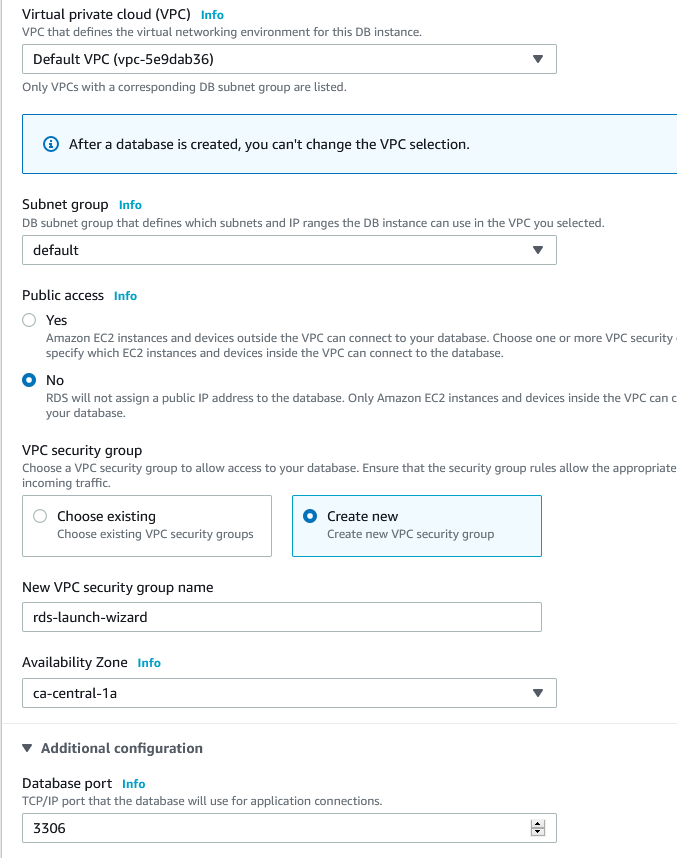 Virtual private cloud (VPC) Info
VPC that defines the virtual networking environment for this DB instance.
Default VPC (vpc-5e9dab36)
Only VPCs with a corresponding DB subnet group are listed.
After a database is created, you can't change the VPC selection.
Subnet group Info
DB subnet group that defines which subnets and IP ranges the DB instance can use in the VPC you selected.
default
Public access Info
Yes
Amazon EC2 instances and devices outside the VPC can connect to your database. Choose one or more VPC security
specify which EC2 instances and devices inside the VPC can connect to the database.
No
RDS will not assign a public IP address to the database. Only Amazon EC2 instances and devices inside the VPC can c
your database.
VPC security group
Choose a VPC security group to allow access to your database. Ensure that the security group rules allow the appropriate
incoming traffic.
Choose existing
Choose existing VPC security groups
Create new
Create new VPC security group
New VPC security group name
rds-launch-wizard
Availability Zone Info
ca-central-1a
Additional configuration
Database port Info
TCP/IP port that the database will use for application connections.
3306